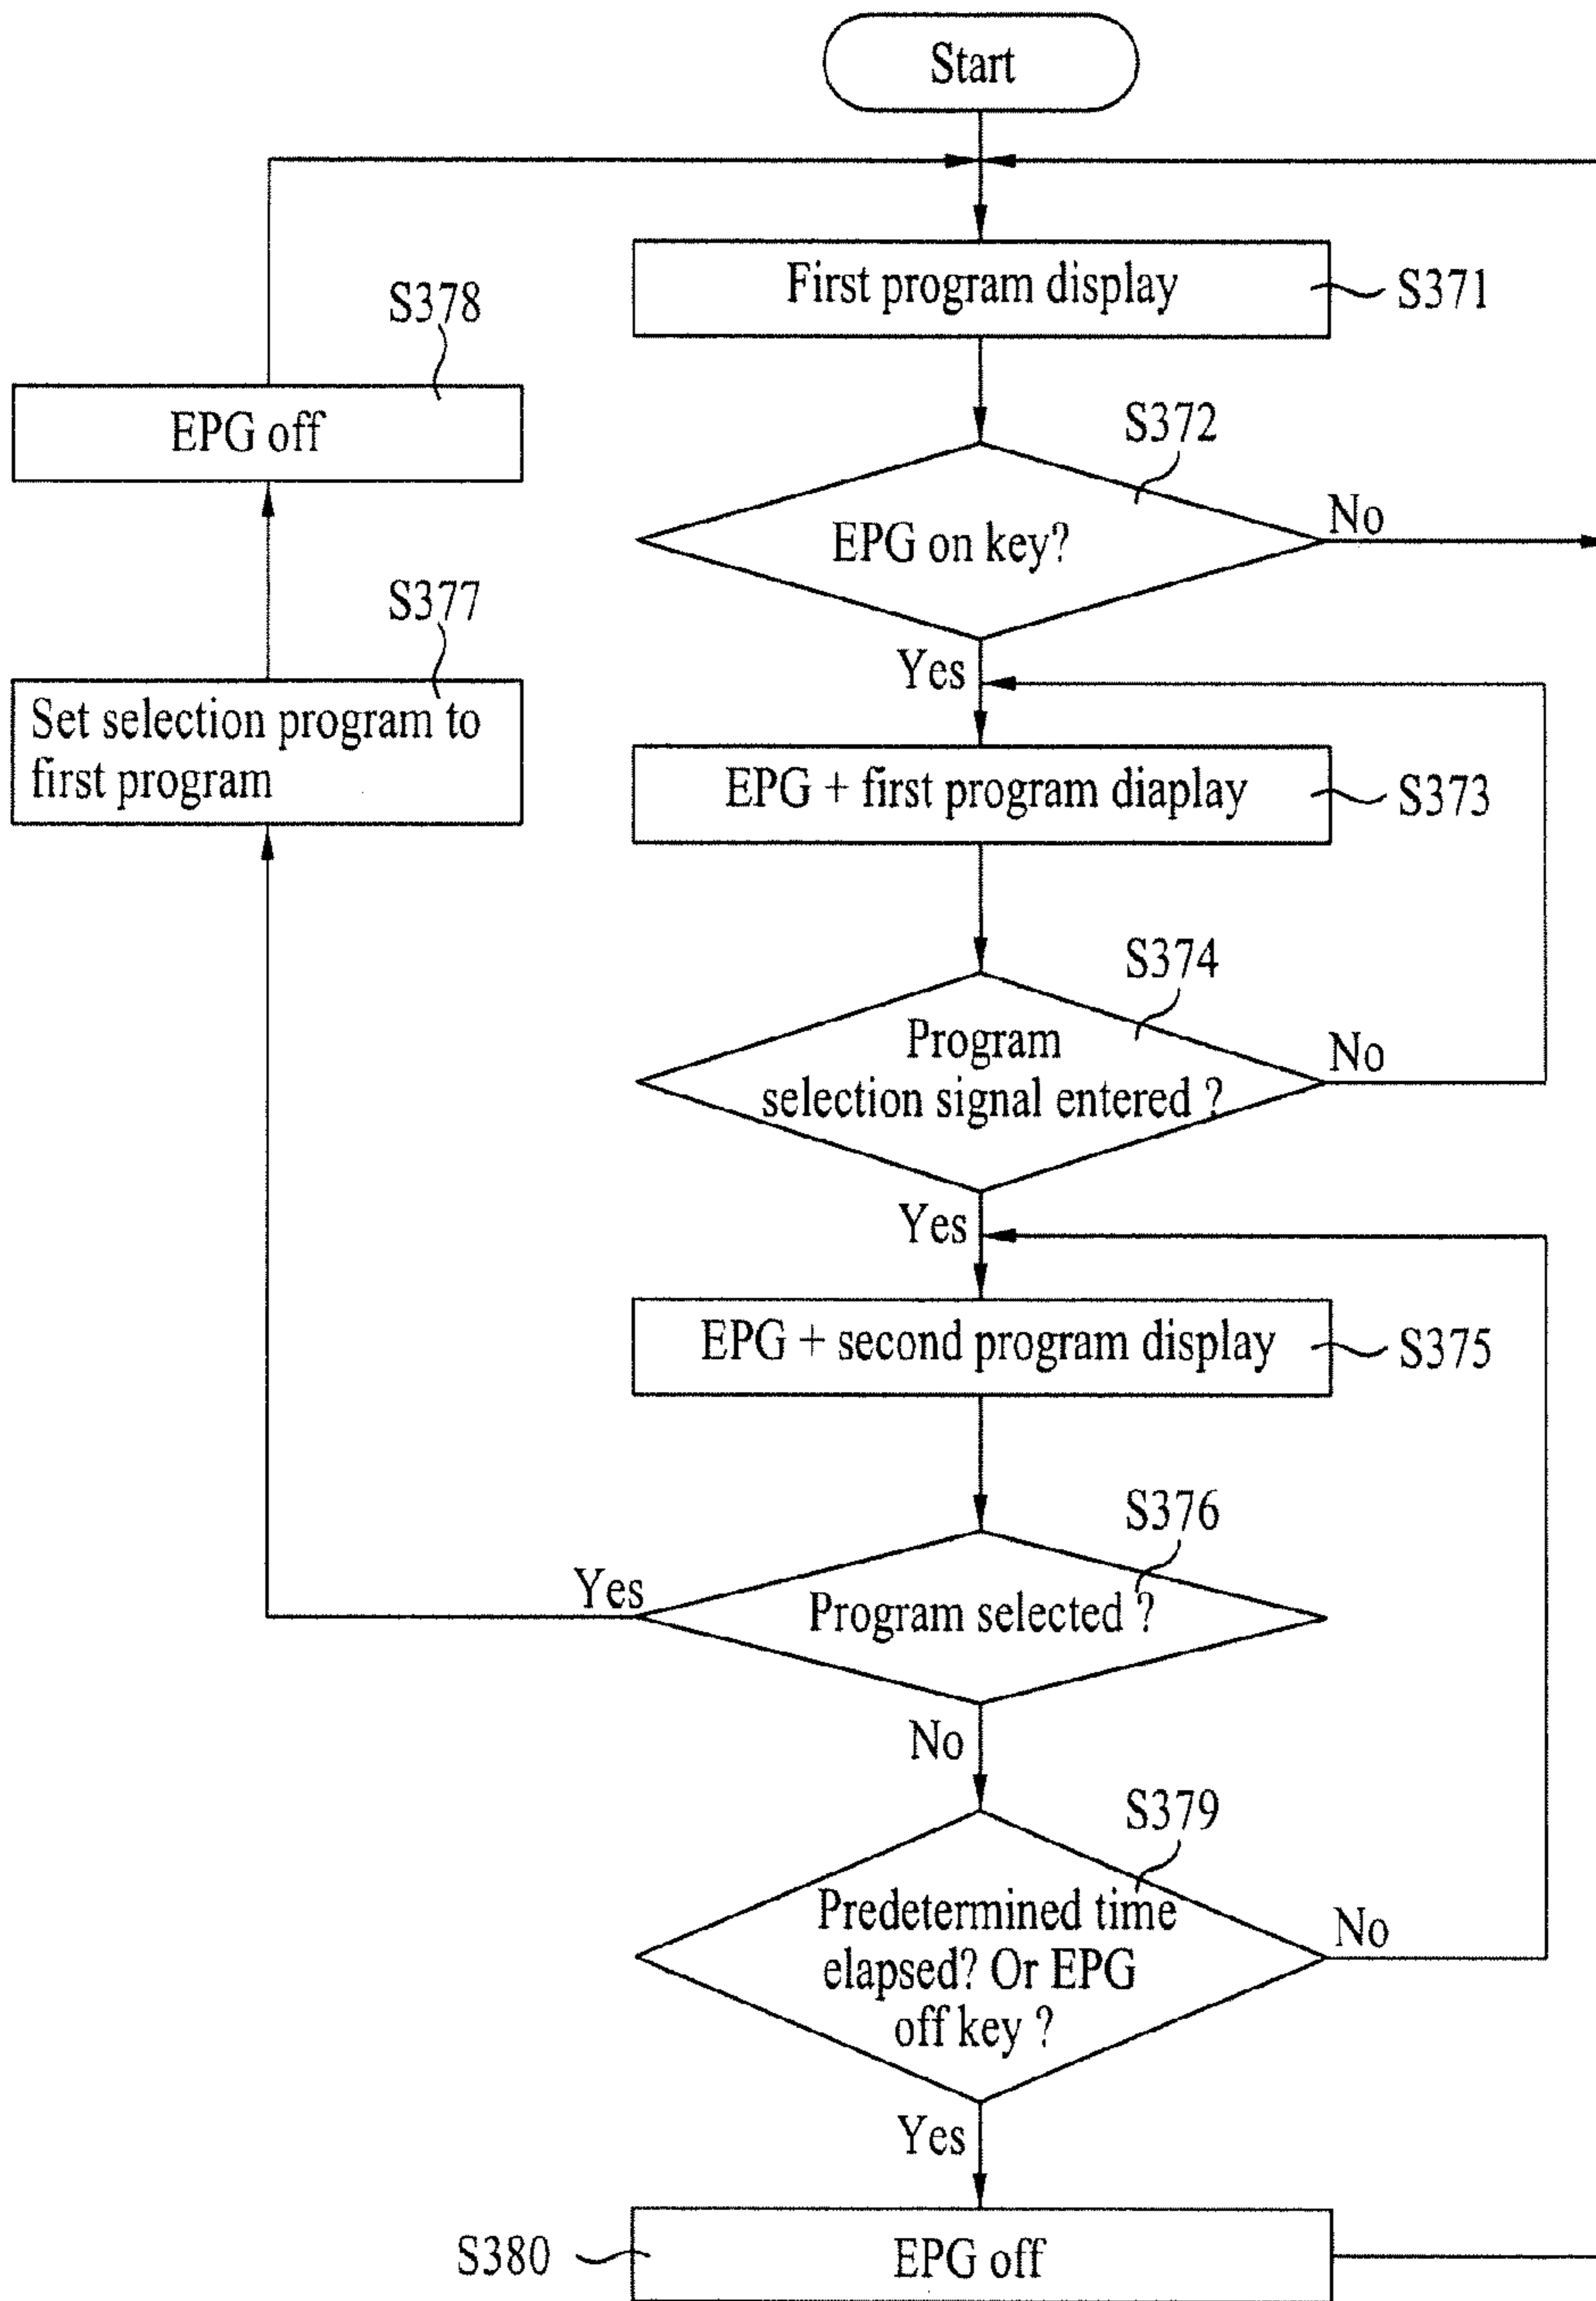 Start
First program display
S371
S378
EPG off
S372
EPG on key?
No
S377
Yes
Set selection program to
first program
EPG + first program diaplay
S373
S374
Program
selection signal entered ?
No
Yes
EPG + second program display
S375
S376
Yes
Program selected ?
No
S379
Predetermined time
elapsed? Or EPG
off key ?
No
Yes
S380
EPG off